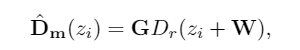 D̂ₘ(zᵢ) = GDᵣ(zᵢ + W),